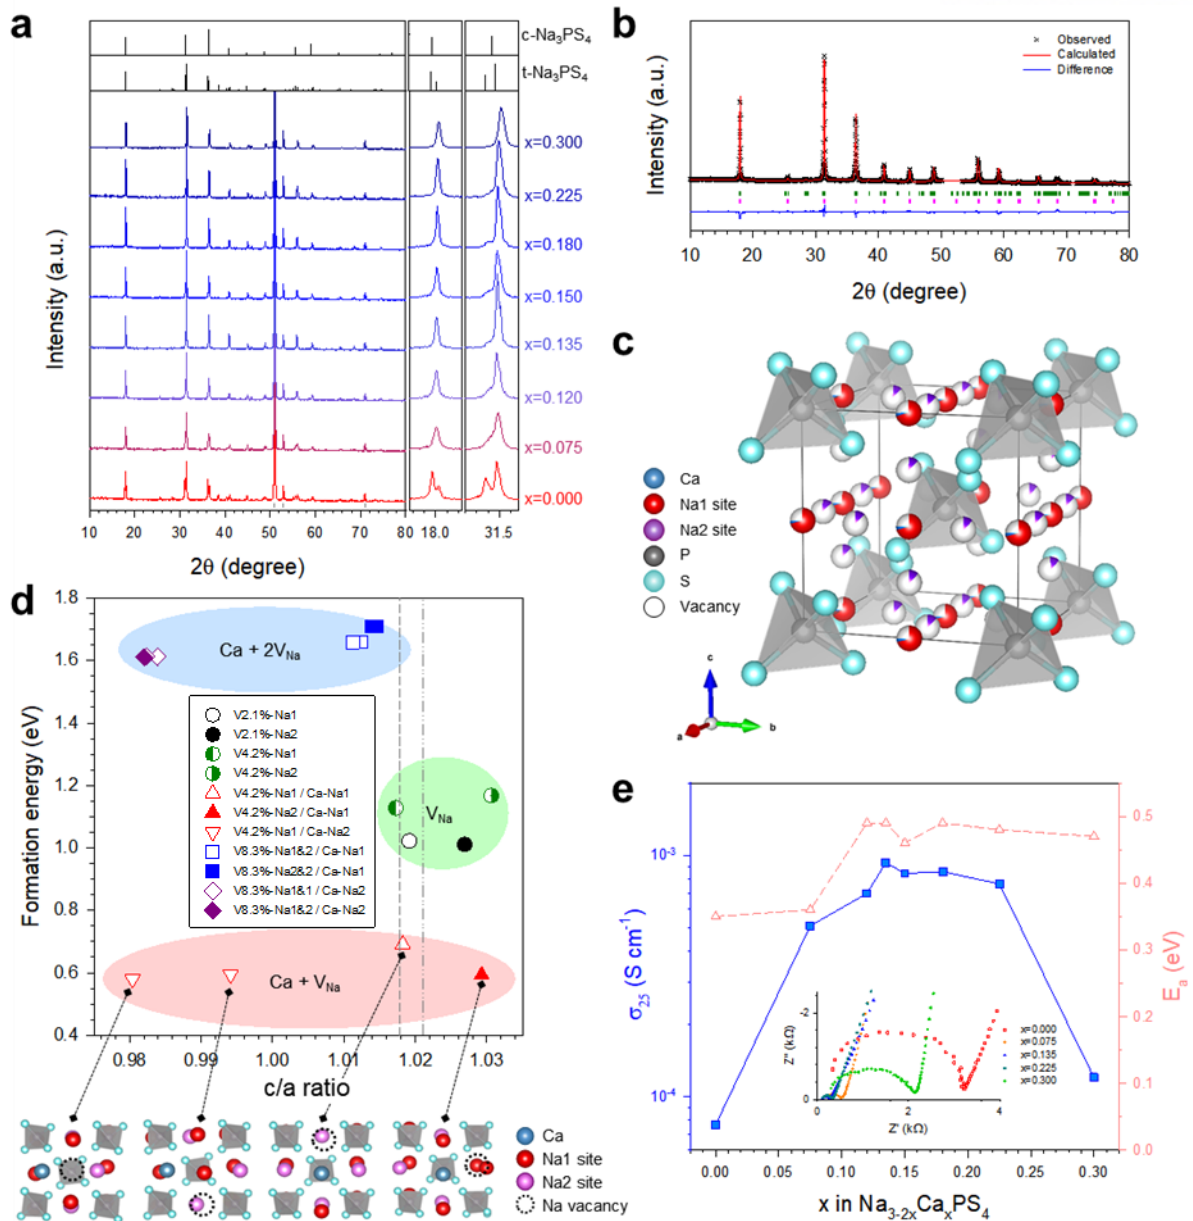 a
c-Na₃PS₄
t-Na₃PS₄
x=0.300
x=0.225
x=0.180
x=0.150
x=0.135
x=0.120
x=0.075
x=0.000
Intensity (a.u.)
10 20 30 40 50 60 70 80 18.0 31.5
2θ (degree)
b
Observed
Calculated
Difference
Intensity (a.u.)
10 20 30 40 50 60 70 80
2θ (degree)
c
Ca
Na1 site
Na2 site
P
S
Vacancy
c
a
b
d
1.8
1.6
1.4
1.2
1.0
0.8
0.6
0.4
Formation energy (eV)
Ca + 2V_Na
V2.1%-Na1
V2.1%-Na2
V4.2%-Na1
V4.2%-Na2
V4.2%-Na1 / Ca-Na1
V4.2%-Na2 / Ca-Na1
V4.2%-Na1 / Ca-Na2
V8.3%-Na1&2 / Ca-Na1
V8.3%-Na2&2 / Ca-Na1
V8.3%-Na1&1 / Ca-Na2
V8.3%-Na1&2 / Ca-Na2
V_Na
Ca + V_Na
0.98 0.99 1.00 1.01 1.02 1.03
c/a ratio
Ca
Na1 site
Na2 site
Na vacancy
e
10⁻³
10⁻⁴
σ₂₅ (S cm⁻¹)
0.5
0.4
0.3
0.2
0.1
0.0
E_a (eV)
-2
-1
0
Z'' (kΩ)
0 2 4
Z' (kΩ)
x=0.000
x=0.075
x=0.135
x=0.225
x=0.300
0.00 0.05 0.10 0.15 0.20 0.25 0.30
x in Na₃₋₂ₓCaₓPS₄